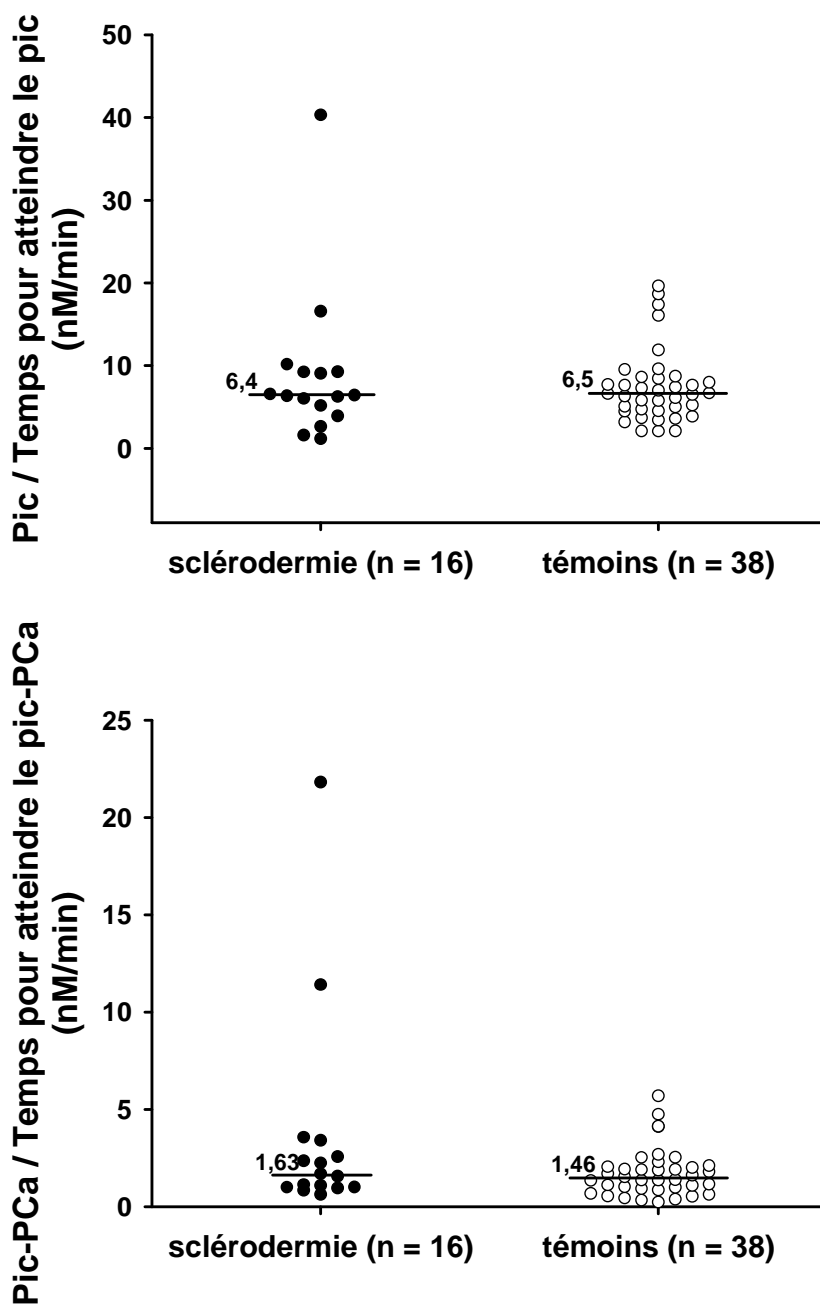 Pic / Temps pour atteindre le pic
(nM/min)
50
40
30
20
10
0
6,4
6,5
sclérodermie (n = 16)
témoins (n = 38)
Pic-PCa / Temps pour atteindre le pic-PCa
(nM/min)
25
20
15
10
5
0
1,63
1,46
sclérodermie (n = 16)
témoins (n = 38)